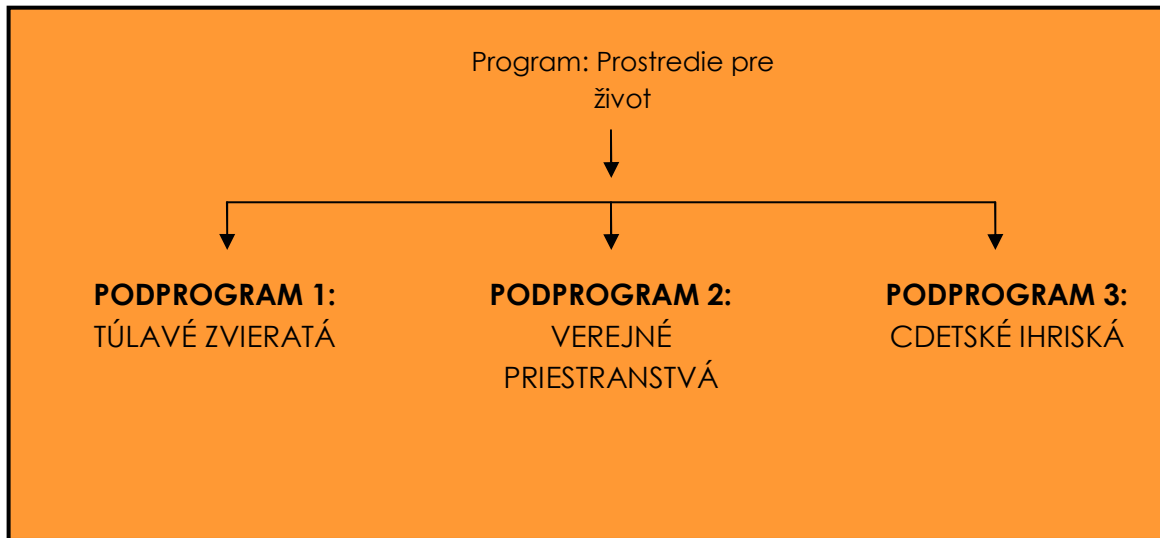 Program: Prostredie pre
život
PODPROGRAM 1:
TÚLAVÉ ZVIERATÁ
PODPROGRAM 2:
VEREJNÉ
PRIESTRANSTVÁ
PODPROGRAM 3:
CDETSKÉ IHRISKÁ